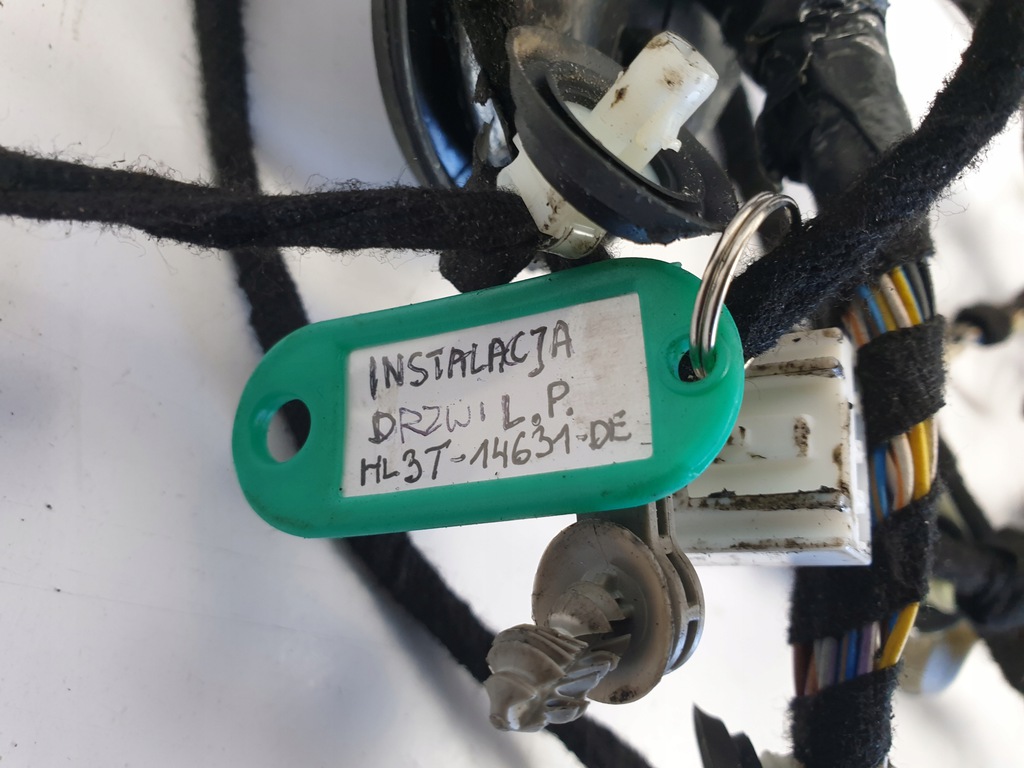 INSTALACJA
DRZWI L.P.
HL3T-14631-DE